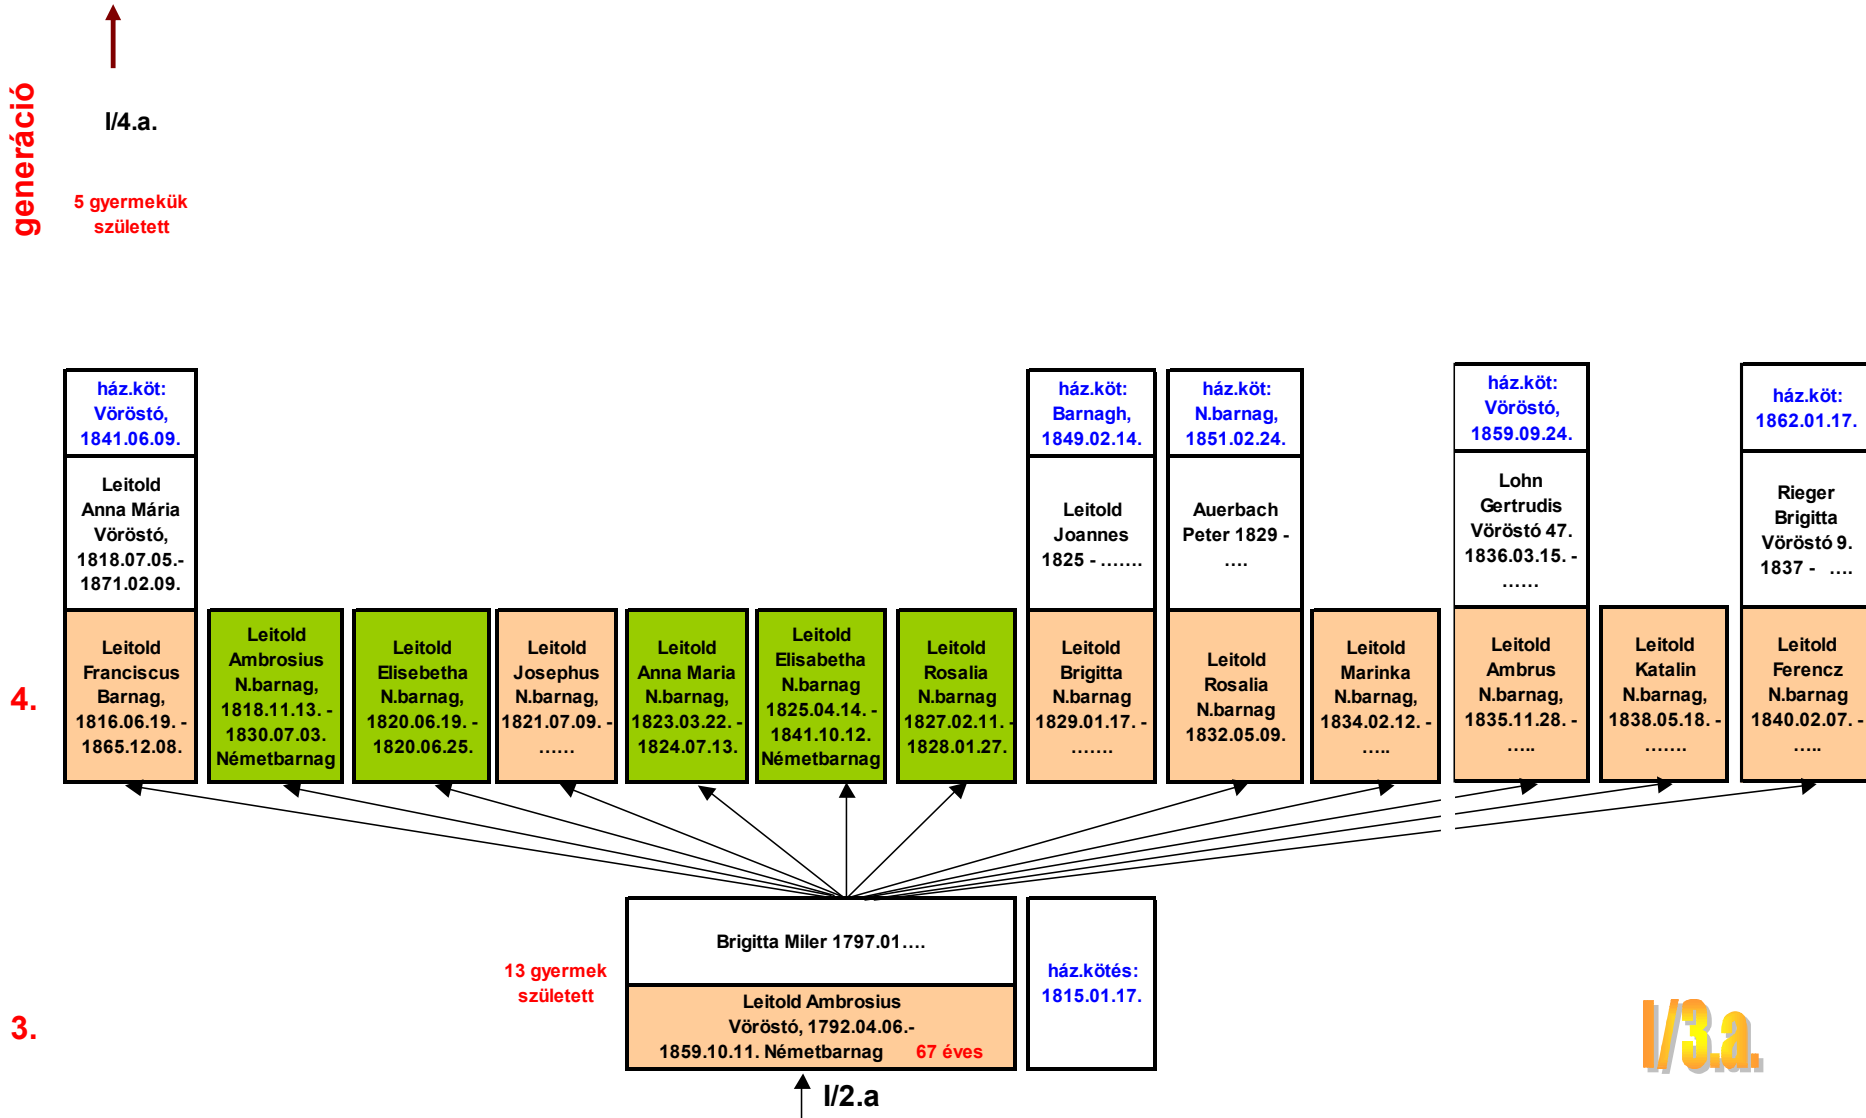 generáció
I/4.a.
5 gyermekük
született
ház.köt:
Vöröstó,
1841.06.09.
Leitold
Anna Mária
Vöröstó,
1818.07.05.-
1871.02.09.
ház.köt:
Barnagh,
1849.02.14.
Leitold
Joannes
1825 - …….
ház.köt:
N.barnag,
1851.02.24.
Auerbach
Peter 1829 -
….
ház.köt:
Vöröstó,
1859.09.24.
Lohn
Gertrudis
Vöröstó 47.
1836.03.15. -
……
ház.köt:
1862.01.17.
Rieger
Brigitta
Vöröstó 9.
1837 - ….
4.
Leitold
Franciscus
Barnag,
1816.06.19. -
1865.12.08.
Leitold
Ambrosius
N.barnag,
1818.11.13. -
1830.07.03.
Németbarnag
Leitold
Elisebetha
N.barnag,
1820.06.19. -
1820.06.25.
Leitold
Josephus
N.barnag,
1821.07.09. -
……
Leitold
Anna Maria
N.barnag,
1823.03.22. -
1824.07.13.
Leitold
Elisabetha
N.barnag
1825.04.14. -
1841.10.12.
Németbarnag
Leitold
Rosalia
N.barnag
1827.02.11. -
1828.01.27.
Leitold
Brigitta
N.barnag
1829.01.17. -
…….
Leitold
Rosalia
N.barnag
1832.05.09.
Leitold
Marinka
N.barnag,
1834.02.12. -
…..
Leitold
Ambrus
N.barnag,
1835.11.28. -
…..
Leitold
Katalin
N.barnag,
1838.05.18. -
…….
Leitold
Ferencz
N.barnag
1840.02.07. -
…..
13 gyermek
született
Brigitta Miler 1797.01….
ház.kötés:
1815.01.17.
3.
Leitold Ambrosius
Vöröstó, 1792.04.06.-
1859.10.11. Németbarnag 67 éves
I/3.a.
I/2.a